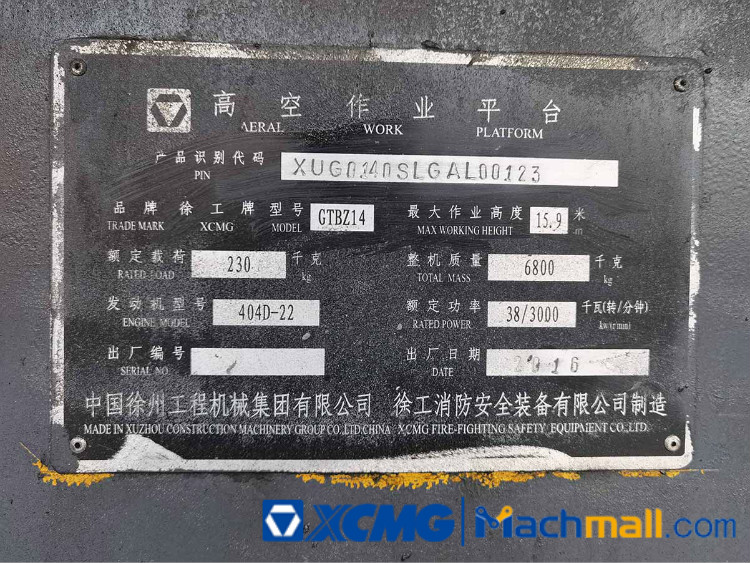 高空作业平台
AERAL WORK PLATFORM
产品识别代码 XUG0140SLGAL00123
PIN
品牌 徐工牌 型号 GTBZ14 最大作业高度 15.9 米
TRADE MARK XCMG MODEL MAX WORKING HEIGHT m
额定载荷 230 千克 整机质量 6800 千克
RATED LOAD kg TOTAL MASS kg
发动机型号 404D-22 额定功率 38/3000 千瓦(转/分钟)
ENGINE MODEL RATED POWER kw(r/min)
出厂编号 / 出厂日期 2016
SERIAL NO DATE
中国徐州工程机械集团有限公司 徐工消防安全装备有限公司制造
MADE IN XUZHOU CONSTRUCTION MACHINERY GROUP CO.,LTD.CHINA XCMG FIRE-FIGHTING SAFETY EQUIPMENT CO.,LTD.
XCMG Machmall.com